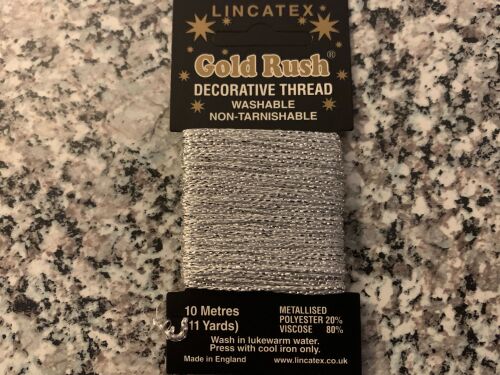 LINCATEX
Gold Rush®
DECORATIVE THREAD
WASHABLE
NON-TARNISHABLE
10 Metres
(11 Yards)
METALLISED
POLYESTER 20%
VISCOSE 80%
Wash in lukewarm water.
Press with cool iron only.
Made in England
www.lincatex.co.uk